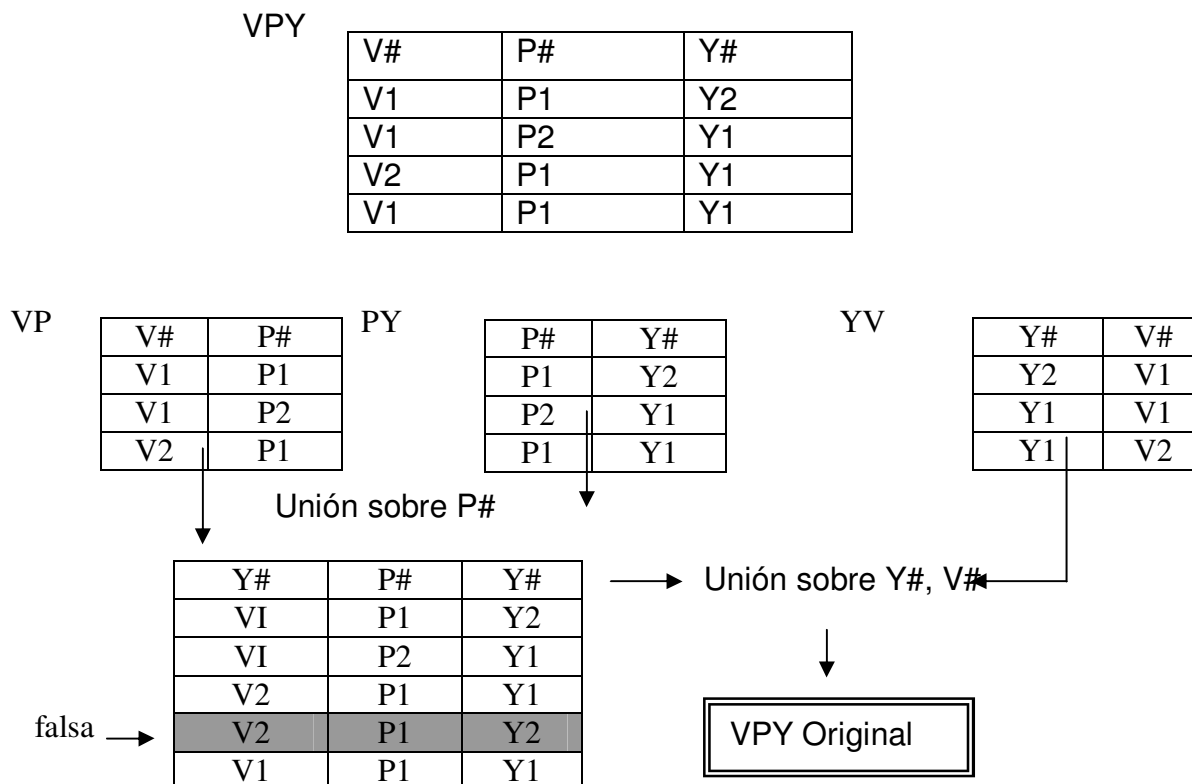 VPY
V# P# Y#
V1 P1 Y2
V1 P2 Y1
V2 P1 Y1
V1 P1 Y1
VP
V# P#
V1 P1
V1 P2
V2 P1
PY
P# Y#
P1 Y2
P2 Y1
P1 Y1
YV
Y# V#
Y2 V1
Y1 V1
Y1 V2
Unión sobre P#
Y# P# Y#
VI P1 Y2
VI P2 Y1
V2 P1 Y1
V2 P1 Y2
V1 P1 Y1
falsa
Unión sobre Y#, V#
VPY Original